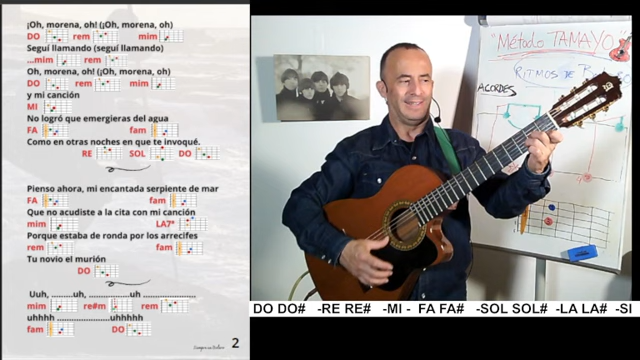 ¡Oh, morena, oh! (¡Oh, morena, oh)
DO rem mim
Seguí llamando (seguí llamando)
...mim rem
Oh, morena, oh! (¡Oh, morena, oh)
DO rem mim
y mi canción
MI
No logró que emergieras del agua
FA fam
Como en otras noches en que te invoqué.
RE SOL DO
Pienso ahora, mi encantada serpiente de mar
FA fam
Que no acudiste a la cita con mi canción
mim LA7*
Porque estaba de ronda por los arrecifes
rem fam
Tu novio el murión
DO
Uuh, .....uh, .........uh ................
mim re#m rem
uhhhh ....................uhhhhhh
fam DO
2
"Método TAMAYO"
RITMOS DE
ACORDES
DO DO# -RE RE# -MI - FA FA# -SOL SOL# -LA LA# -SI